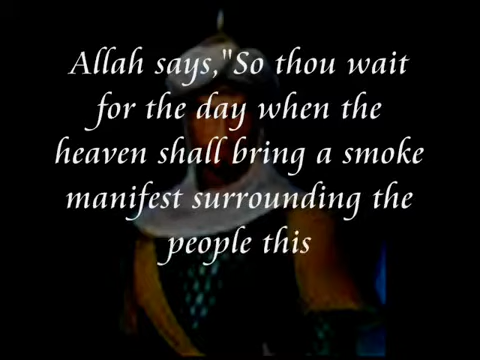 Allah says,"So thou wait
for the day when the
heaven shall bring a smoke
manifest surrounding the
people this